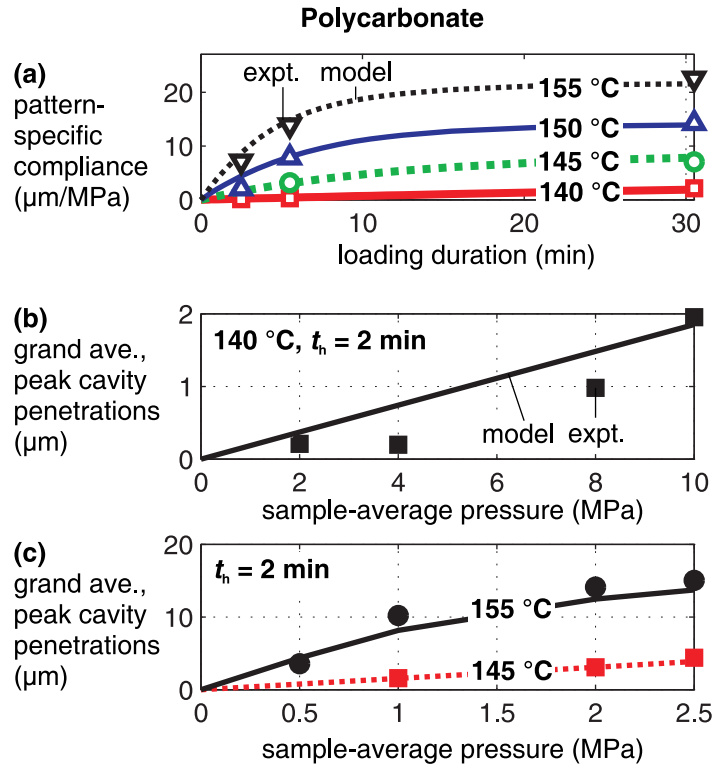 Polycarbonate
(a)
pattern-
specific
compliance
(µm/MPa)
20
10
0
expt.
model
155 °C
150 °C
145 °C
140 °C
0
10
20
30
loading duration (min)
(b)
grand ave.,
peak cavity
penetrations
(µm)
2
1
0
140 °C, th = 2 min
model
expt.
0
2
4
6
8
10
sample-average pressure (MPa)
(c)
grand ave.,
peak cavity
penetrations
(µm)
20
10
0
th = 2 min
155 °C
145 °C
0
0.5
1
1.5
2
2.5
sample-average pressure (MPa)